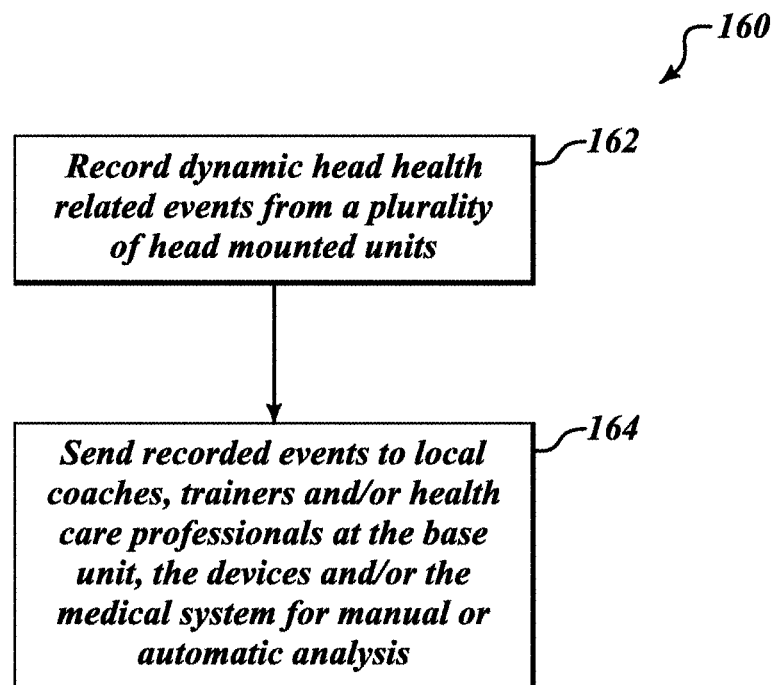 160
162
Record dynamic head health
related events from a plurality
of head mounted units
164
Send recorded events to local
coaches, trainers and/or health
care professionals at the base
unit, the devices and/or the
medical system for manual or
automatic analysis